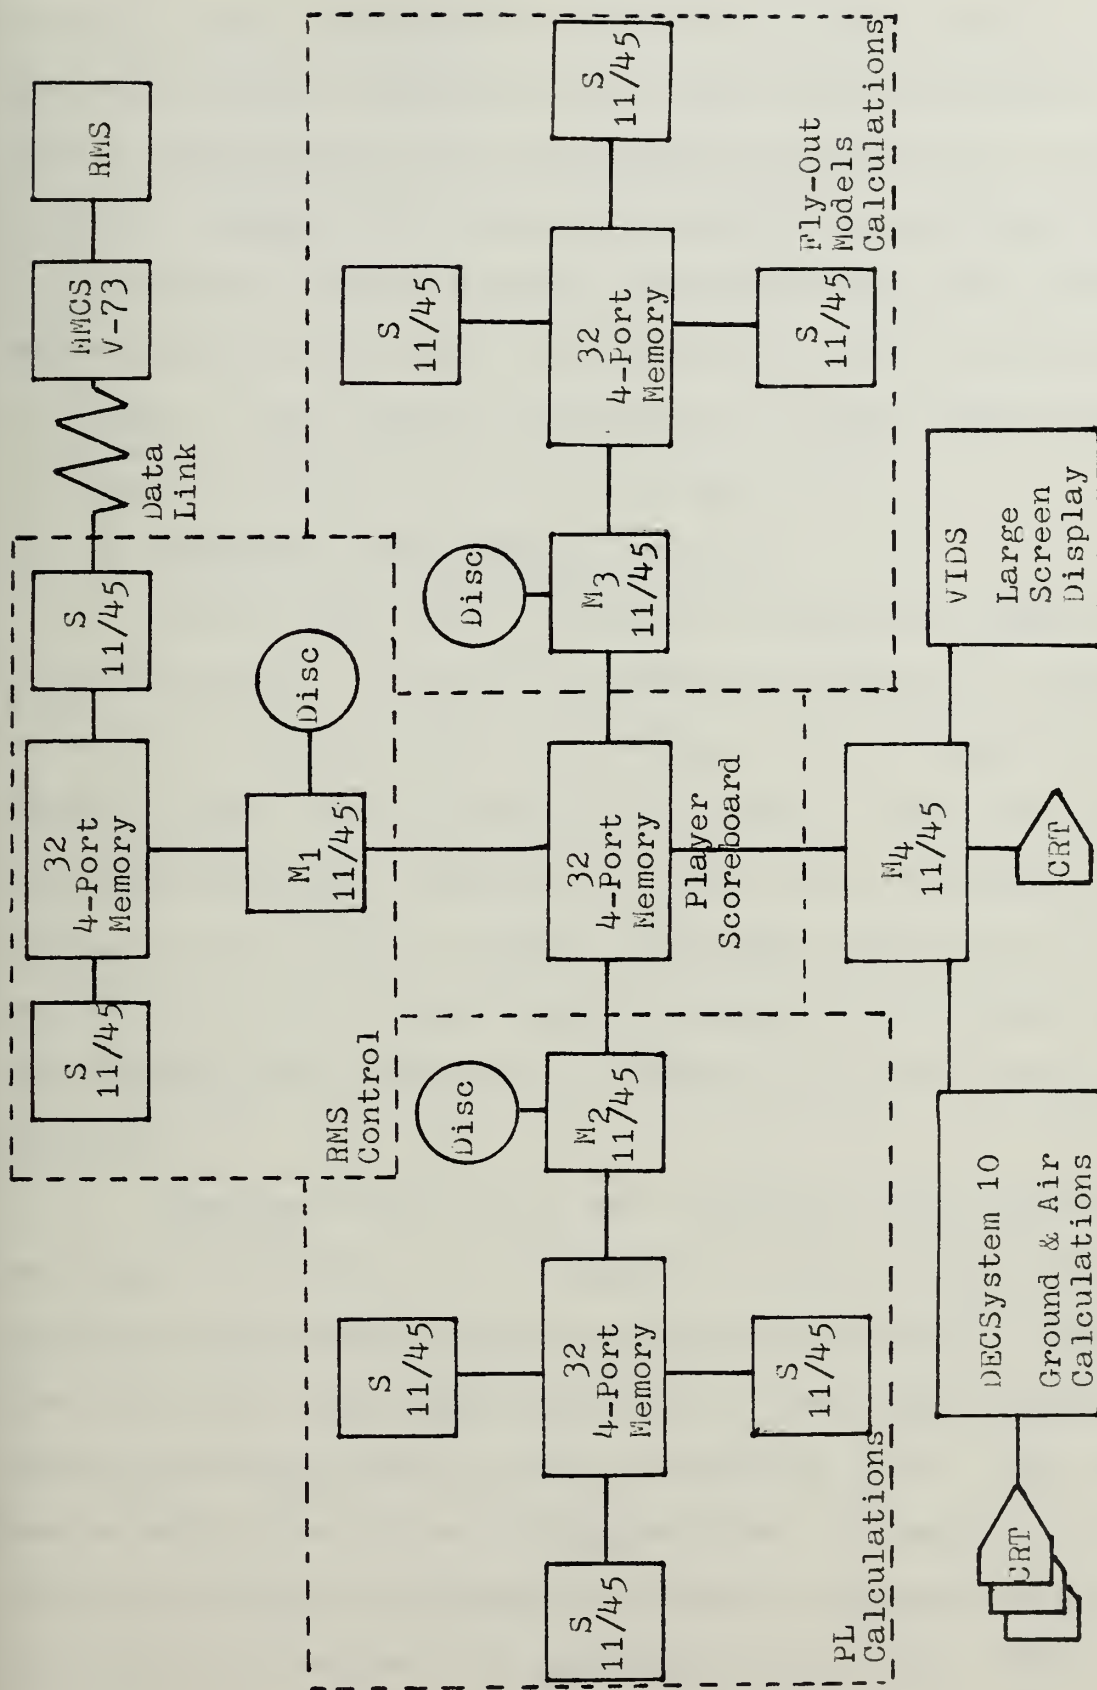 S
11/45
32
4-Port
Memory
S
11/45
Data
Link
MMCS
V-73
RMS
RMS
Control
M1
11/45
Disc
S
11/45
S
11/45
Disc
Disc
S
11/45
32
4-Port
Memory
M2
11/45
32
4-Port
Memory
M3
11/45
32
4-Port
Memory
S
11/45
Player
Scoreboard
S
11/45
S
11/45
PL
Calculations
Fly-Out
Models
Calculations
M4
11/45
CRT
DECSystem 10
Ground & Air
Calculations
CRT
VIDS
Large
Screen
Display